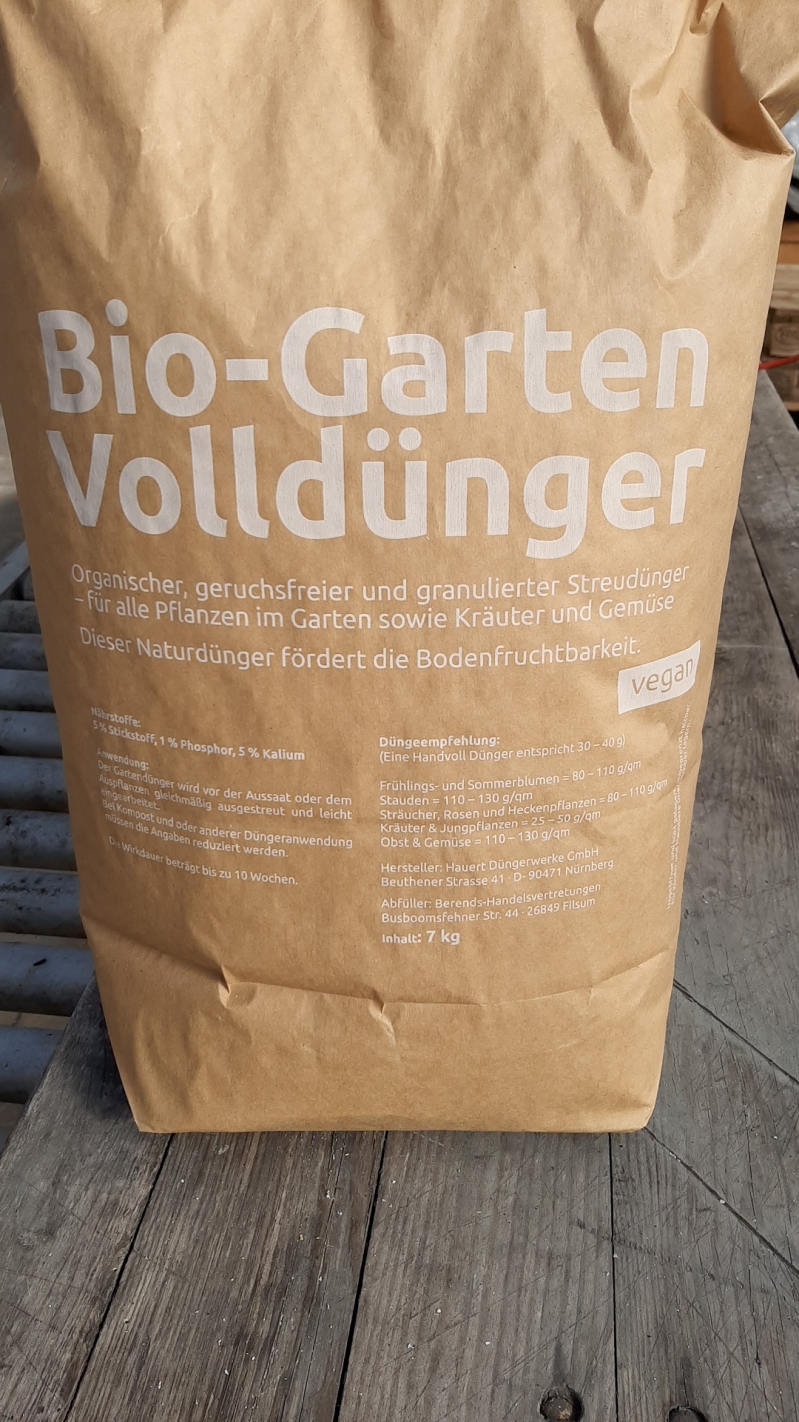 Bio-Garten
Volldünger
Organischer, geruchsfreier und granulierter Streudünger
– für alle Pflanzen im Garten sowie Kräuter und Gemüse
Dieser Naturdünger fördert die Bodenfruchtbarkeit.
vegan
Nährstoffe:
5 % Stickstoff, 1 % Phosphor, 5 % Kalium
Anwendung:
Der Gartendünger wird vor der Aussaat oder dem
Auspflanzen gleichmäßig ausgestreut und leicht
eingearbeitet.
Bei Kompost und oder anderer Düngeranwendung
müssen die Angaben reduziert werden.
Die Wirkdauer beträgt bis zu 10 Wochen.
Düngeempfehlung:
(Eine Handvoll Dünger entspricht 30 – 40 g)
Frühlings- und Sommerblumen = 80 – 110 g/qm
Stauden = 110 – 130 g/qm
Sträucher, Rosen und Heckenpflanzen = 80 – 110 g/qm
Kräuter & Jungpflanzen = 25 – 50 g/qm
Obst & Gemüse = 110 – 130 g/qm
Hersteller: Hauert Düngerwerke GmbH
Beuthener Strasse 41 · D- 90471 Nürnberg
Abfüller: Berends-Handelsvertretungen
Busboomsfehner Str. 44 · 26849 Filsum
Inhalt: 7 kg